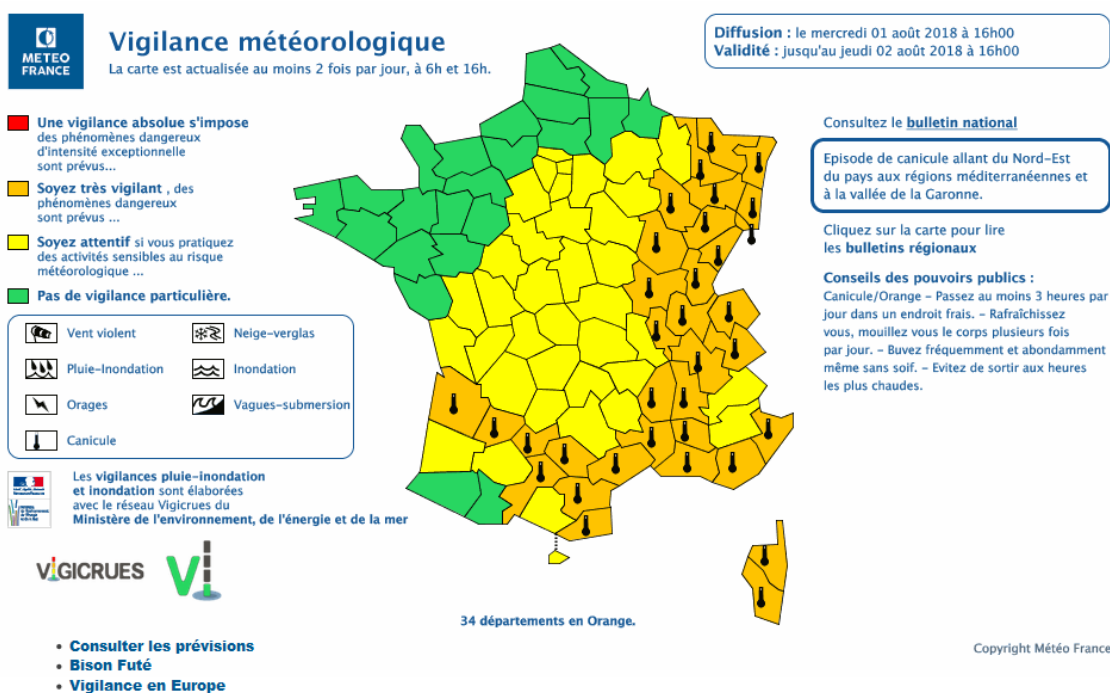 METEO
FRANCE
Vigilance météorologique
La carte est actualisée au moins 2 fois par jour, à 6h et 16h.
Diffusion : le mercredi 01 août 2018 à 16h00
Validité : jusqu'au jeudi 02 août 2018 à 16h00
Une vigilance absolue s'impose
des phénomènes dangereux
d'intensité exceptionnelle
sont prévus...
Soyez très vigilant , des
phénomènes dangereux
sont prévus ...
Soyez attentif si vous pratiquez
des activités sensibles au risque
météorologique ...
Pas de vigilance particulière.
Vent violent
Neige-verglas
Pluie-Inondation
Inondation
Orages
Vagues-submersion
Canicule
Les vigilances pluie-inondation
et inondation sont élaborées
avec le réseau Vigicrues du
Ministère de l'environnement, de l'énergie et de la mer
VIGICRUES
Vi
Consultez le bulletin national
Episode de canicule allant du Nord-Est
du pays aux régions méditerranéennes et
à la vallée de la Garonne.
Cliquez sur la carte pour lire
les bulletins régionaux
Conseils des pouvoirs publics :
Canicule/Orange - Passez au moins 3 heures par
jour dans un endroit frais. - Rafraîchissez
vous, mouillez vous le corps plusieurs fois
par jour. - Buvez fréquemment et abondamment
même sans soif. - Evitez de sortir aux heures
les plus chaudes.
34 départements en Orange.
Copyright Météo France
• Consulter les prévisions
• Bison Futé
• Vigilance en Europe